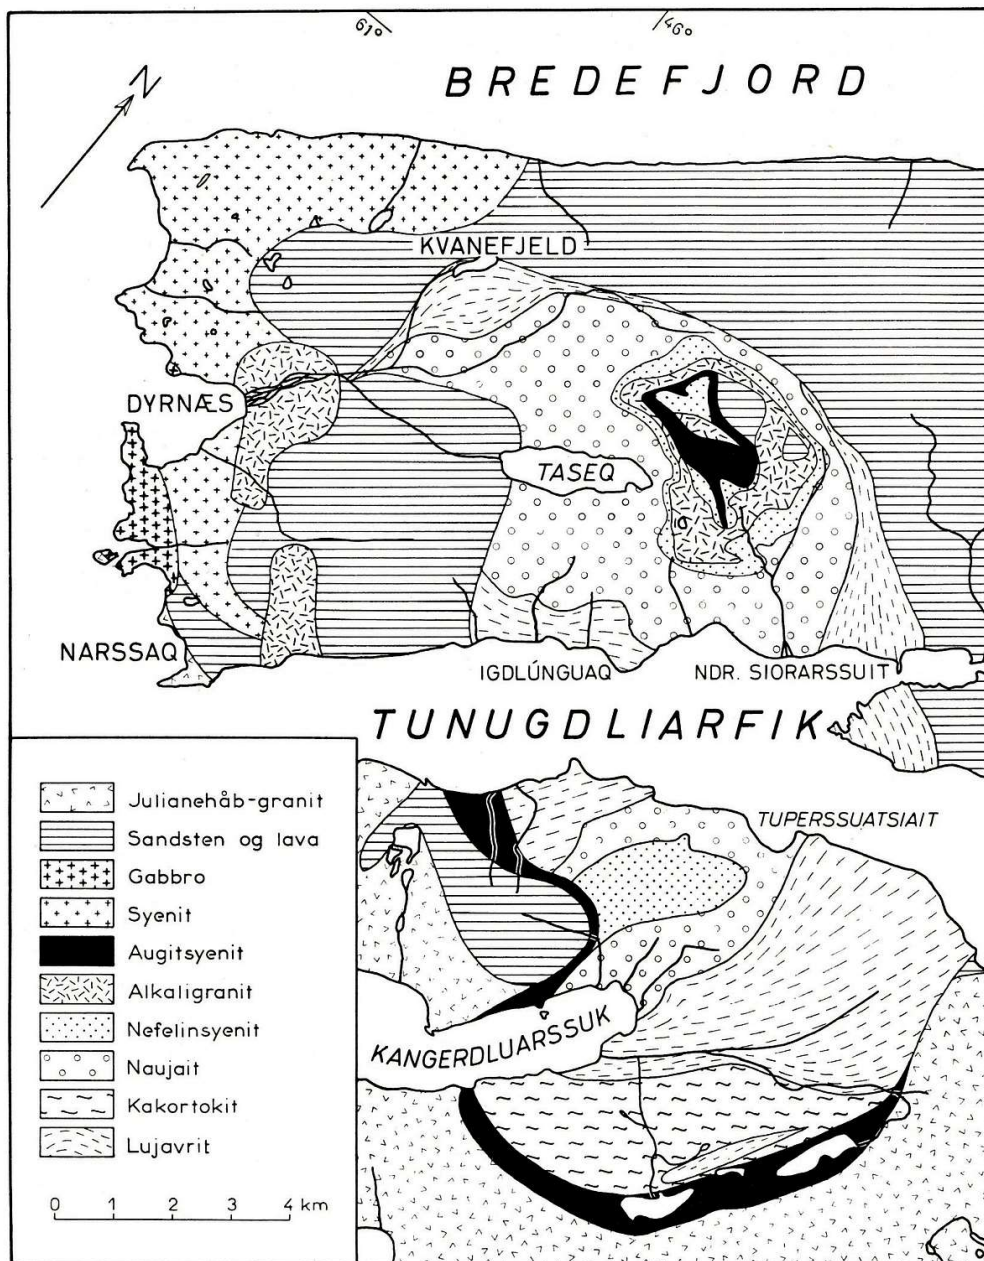 61°
46°
N
BREDEFJORD
KVANEFJELD
DYRNÆS
TASEQ
NARSSAQ
IGDLÚNGUAQ
NDR. SIORARSSUIT
TUNUGDLIARFIK
TUPERSSUATSIAIT
KANGERDLUARSSUK
Julianehåb-granit
Sandsten og lava
Gabbro
Syenit
Augitsyenit
Alkaligranit
Nefelinsyenit
Naujait
Kakortokit
Lujavrit
0 1 2 3 4 km